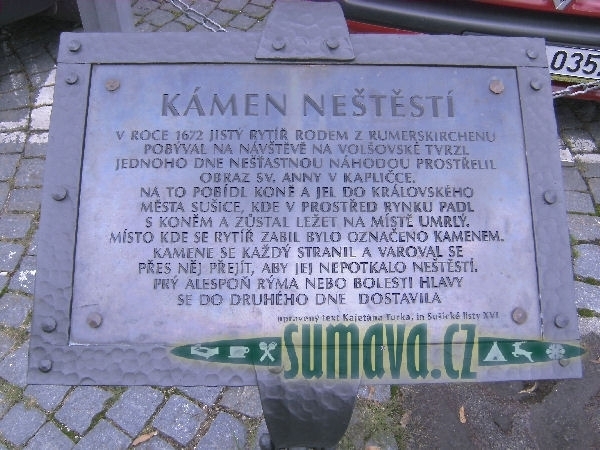 KÁMEN NEŠTĚSTÍ
V ROCE 1672 JISTÝ RYTÍŘ RODEM Z RUMERSKIRCHENU
POBÝVAL NA NÁVŠTĚVĚ NA VOLŠOVSKÉ TVRZI.
JEDNOHO DNE NEŠŤASTNOU NÁHODOU PROSTŘELIL
OBRAZ SV. ANNY V KAPLIČCE.
NA TO POBÍDL KONĚ A JEL DO KRÁLOVSKÉHO
MĚSTA SUŠICE, KDE V PROSTŘED RYNKU PADL
S KONĚM A ZŮSTAL LEŽET NA MÍSTĚ UMRLÝ.
MÍSTO KDE SE RYTÍŘ ZABIL BYLO OZNAČENO KAMENEM.
KAMENE SE KAŽDÝ STRANIL A VAROVAL SE
PŘES NĚJ PŘEJÍT, ABY JEJ NEPOTKALO NEŠTĚSTÍ.
PRÝ ALESPOŇ RÝMA NEBO BOLESTI HLAVY
SE DO DRUHÉHO DNE DOSTAVILA
upravený text Kajetána Turka, in Sušické listy XVI
sumava.cz